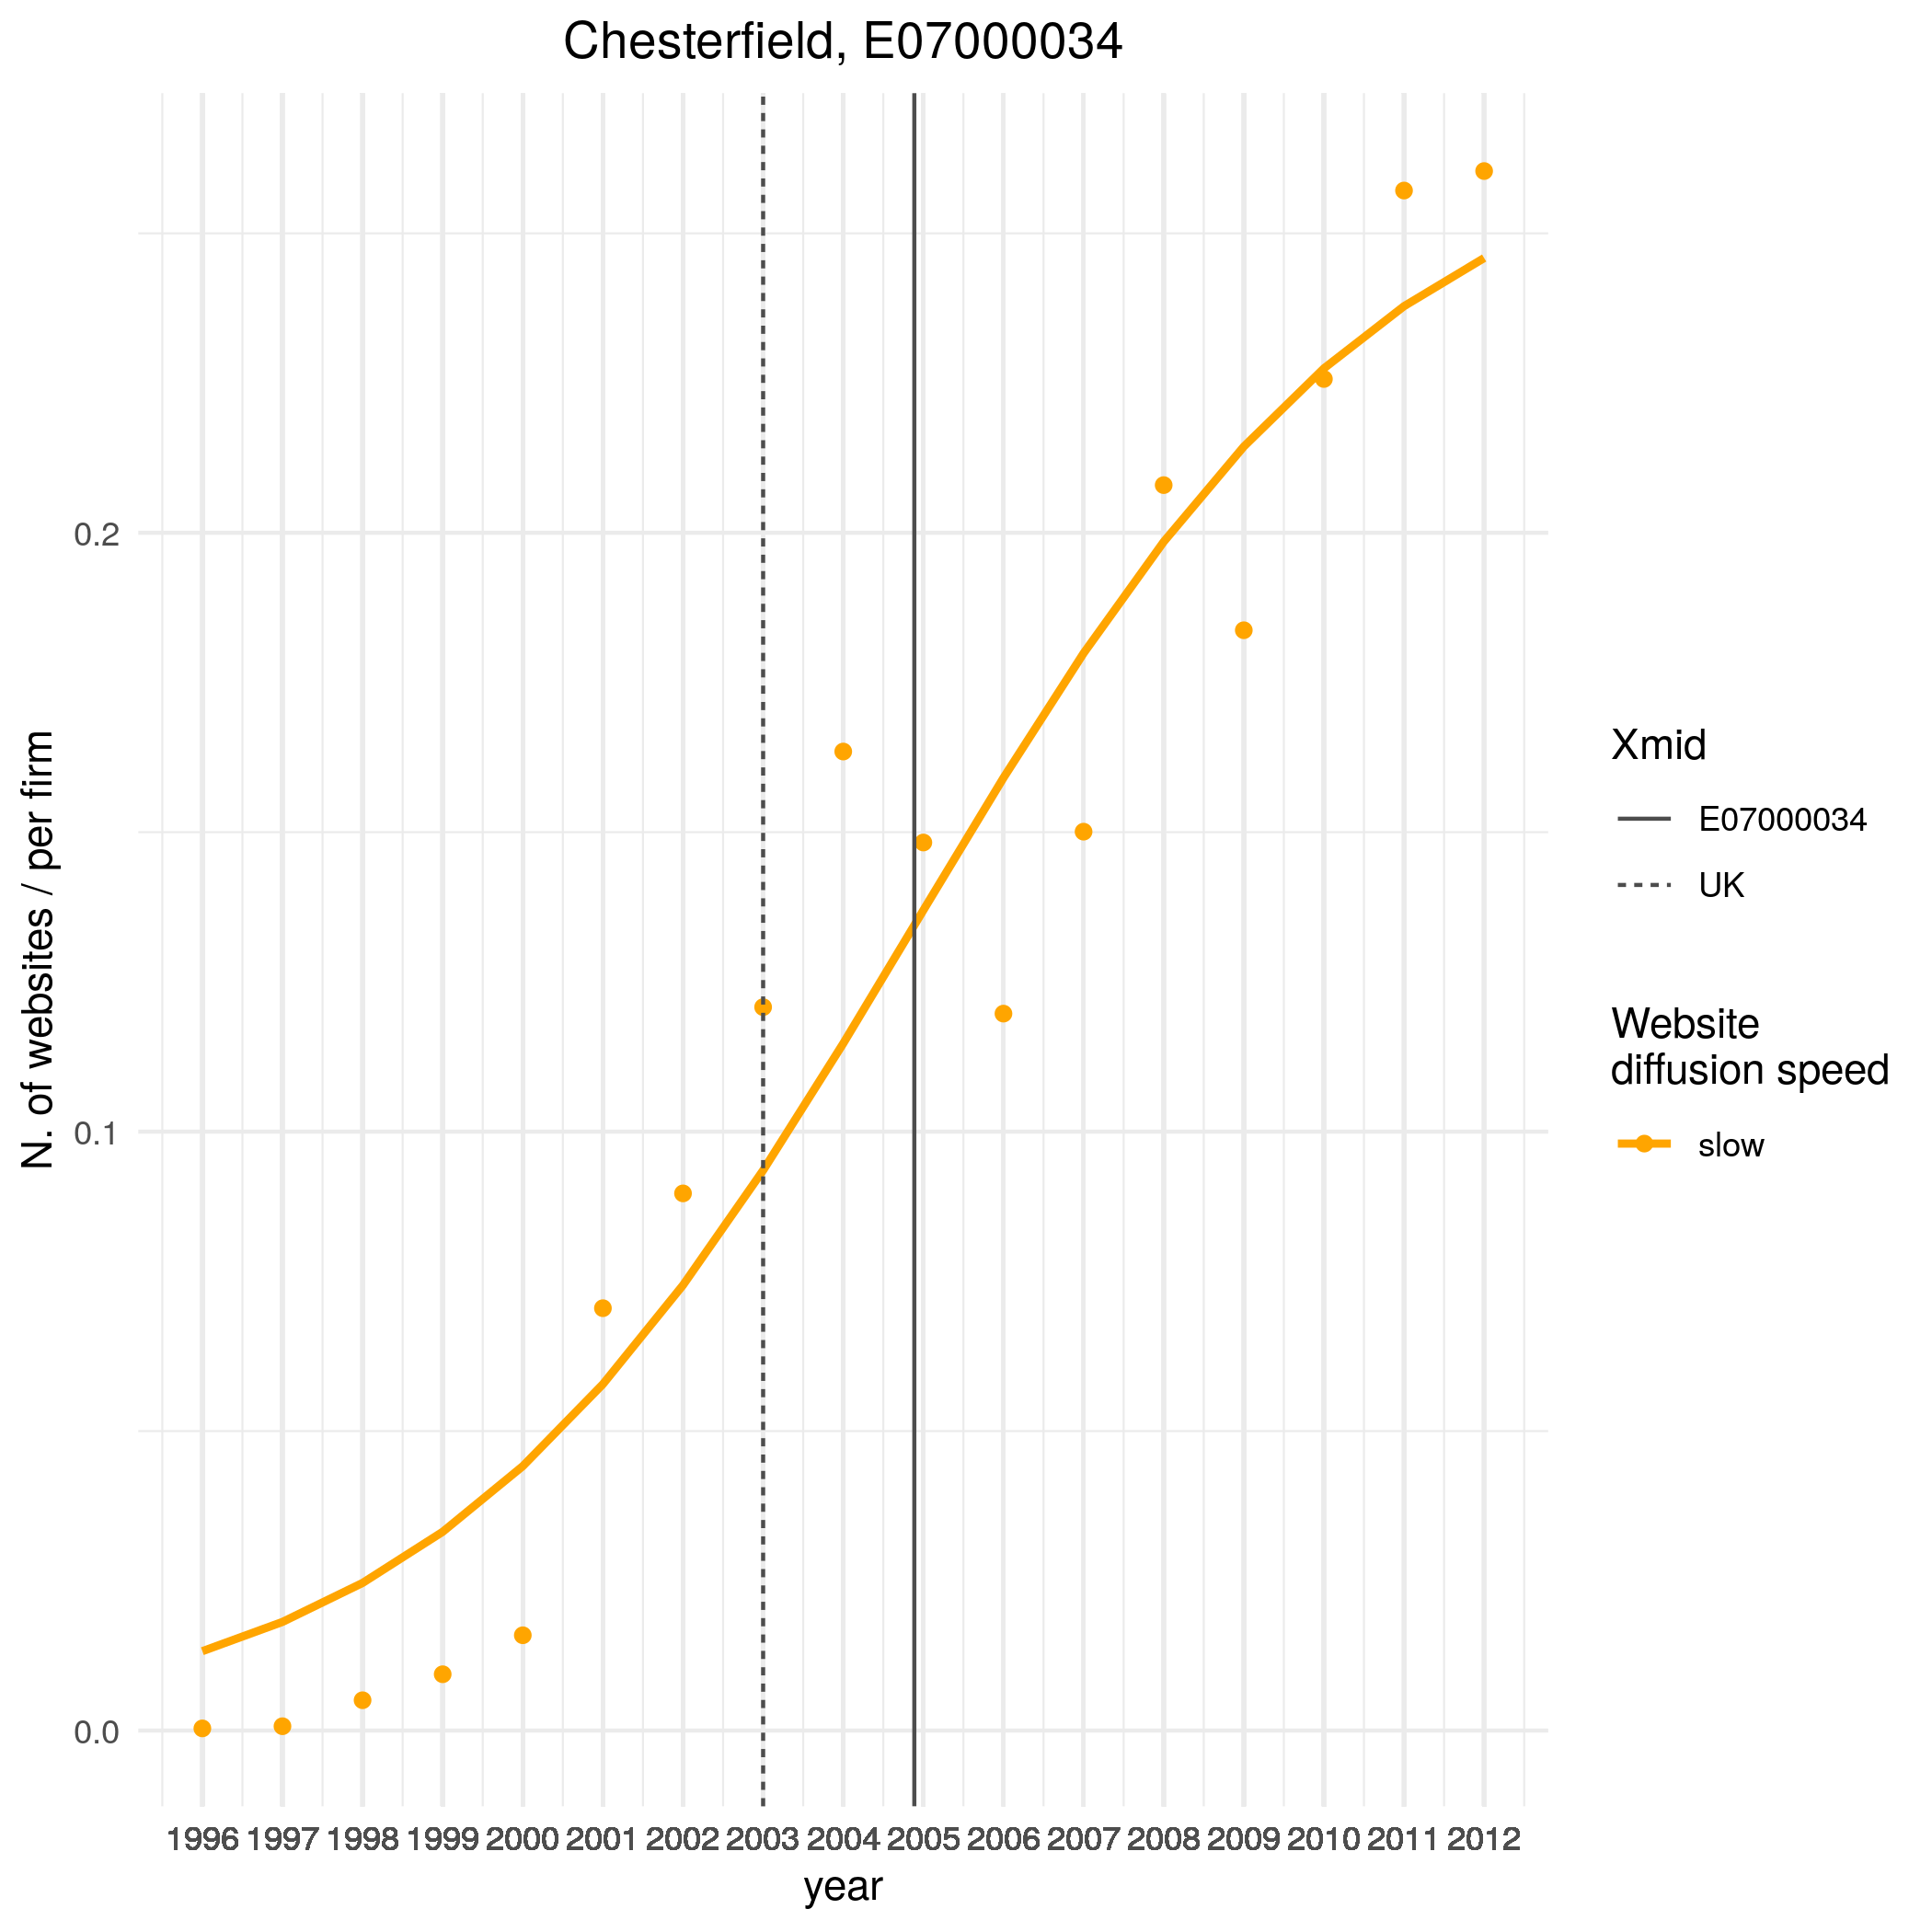 Chesterfield, E07000034
N. of websites / per firm
0.2
0.1
0.0
1996 1997 1998 1999 2000 2001 2002 2003 2004 2005 2006 2007 2008 2009 2010 2011 2012
year
Xmid
E07000034
UK
Website
diffusion speed
slow